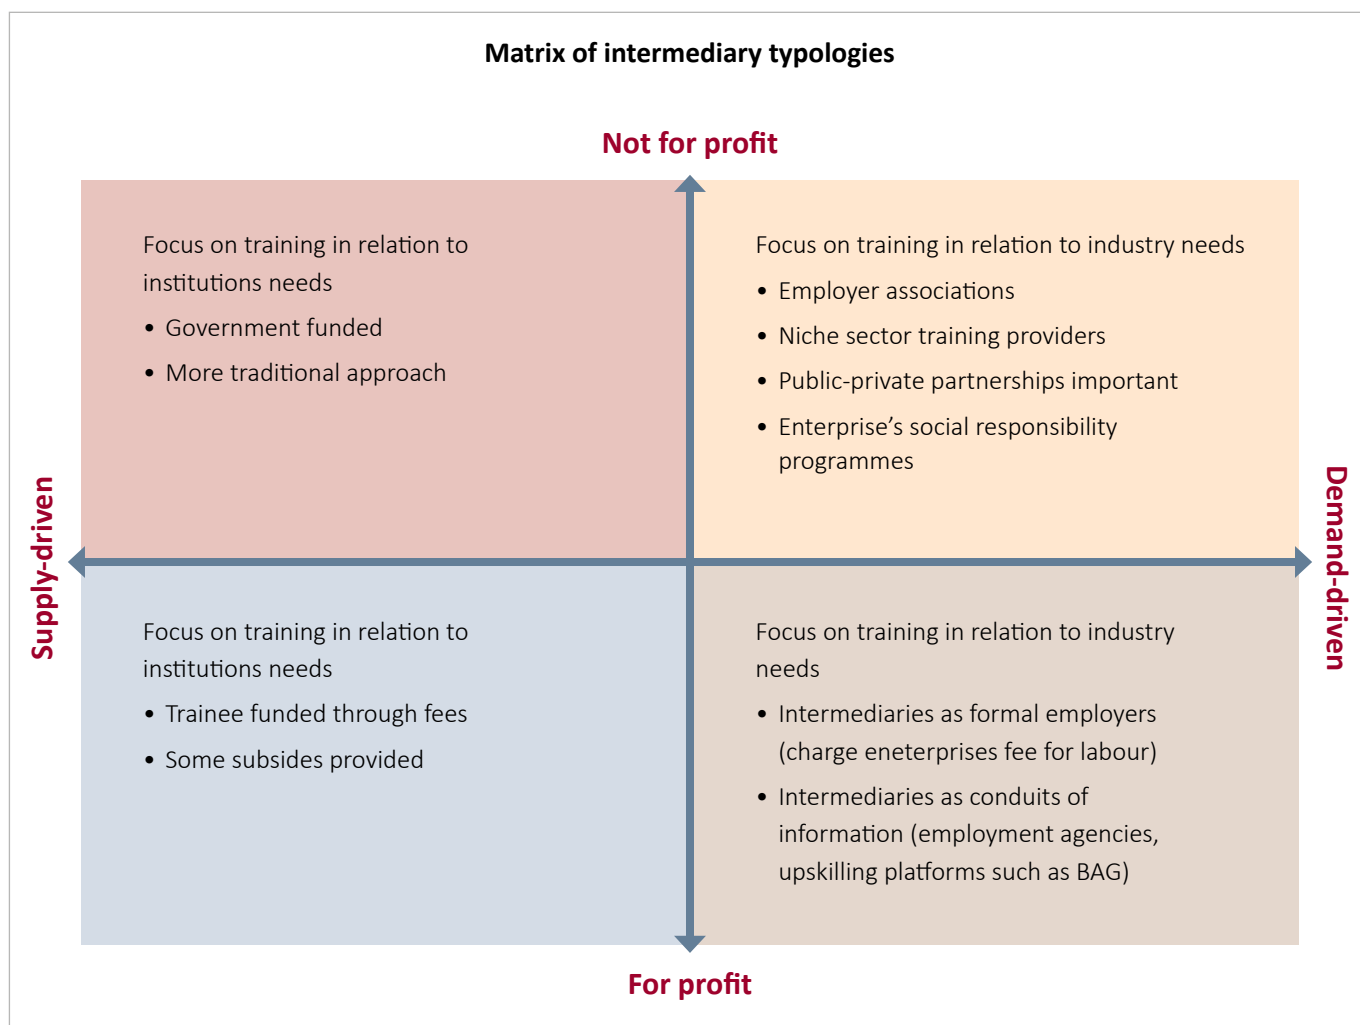 Matrix of intermediary typologies
Not for profit
Focus on training in relation to
institutions needs
• Government funded
• More traditional approach
Focus on training in relation to industry needs
• Employer associations
• Niche sector training providers
• Public-private partnerships important
• Enterprise’s social responsibility
programmes
Supply-driven
Demand-driven
Focus on training in relation to
institutions needs
• Trainee funded through fees
• Some subsides provided
Focus on training in relation to industry
needs
• Intermediaries as formal employers
(charge eneterprises fee for labour)
• Intermediaries as conduits of
information (employment agencies,
upskilling platforms such as BAG)
For profit